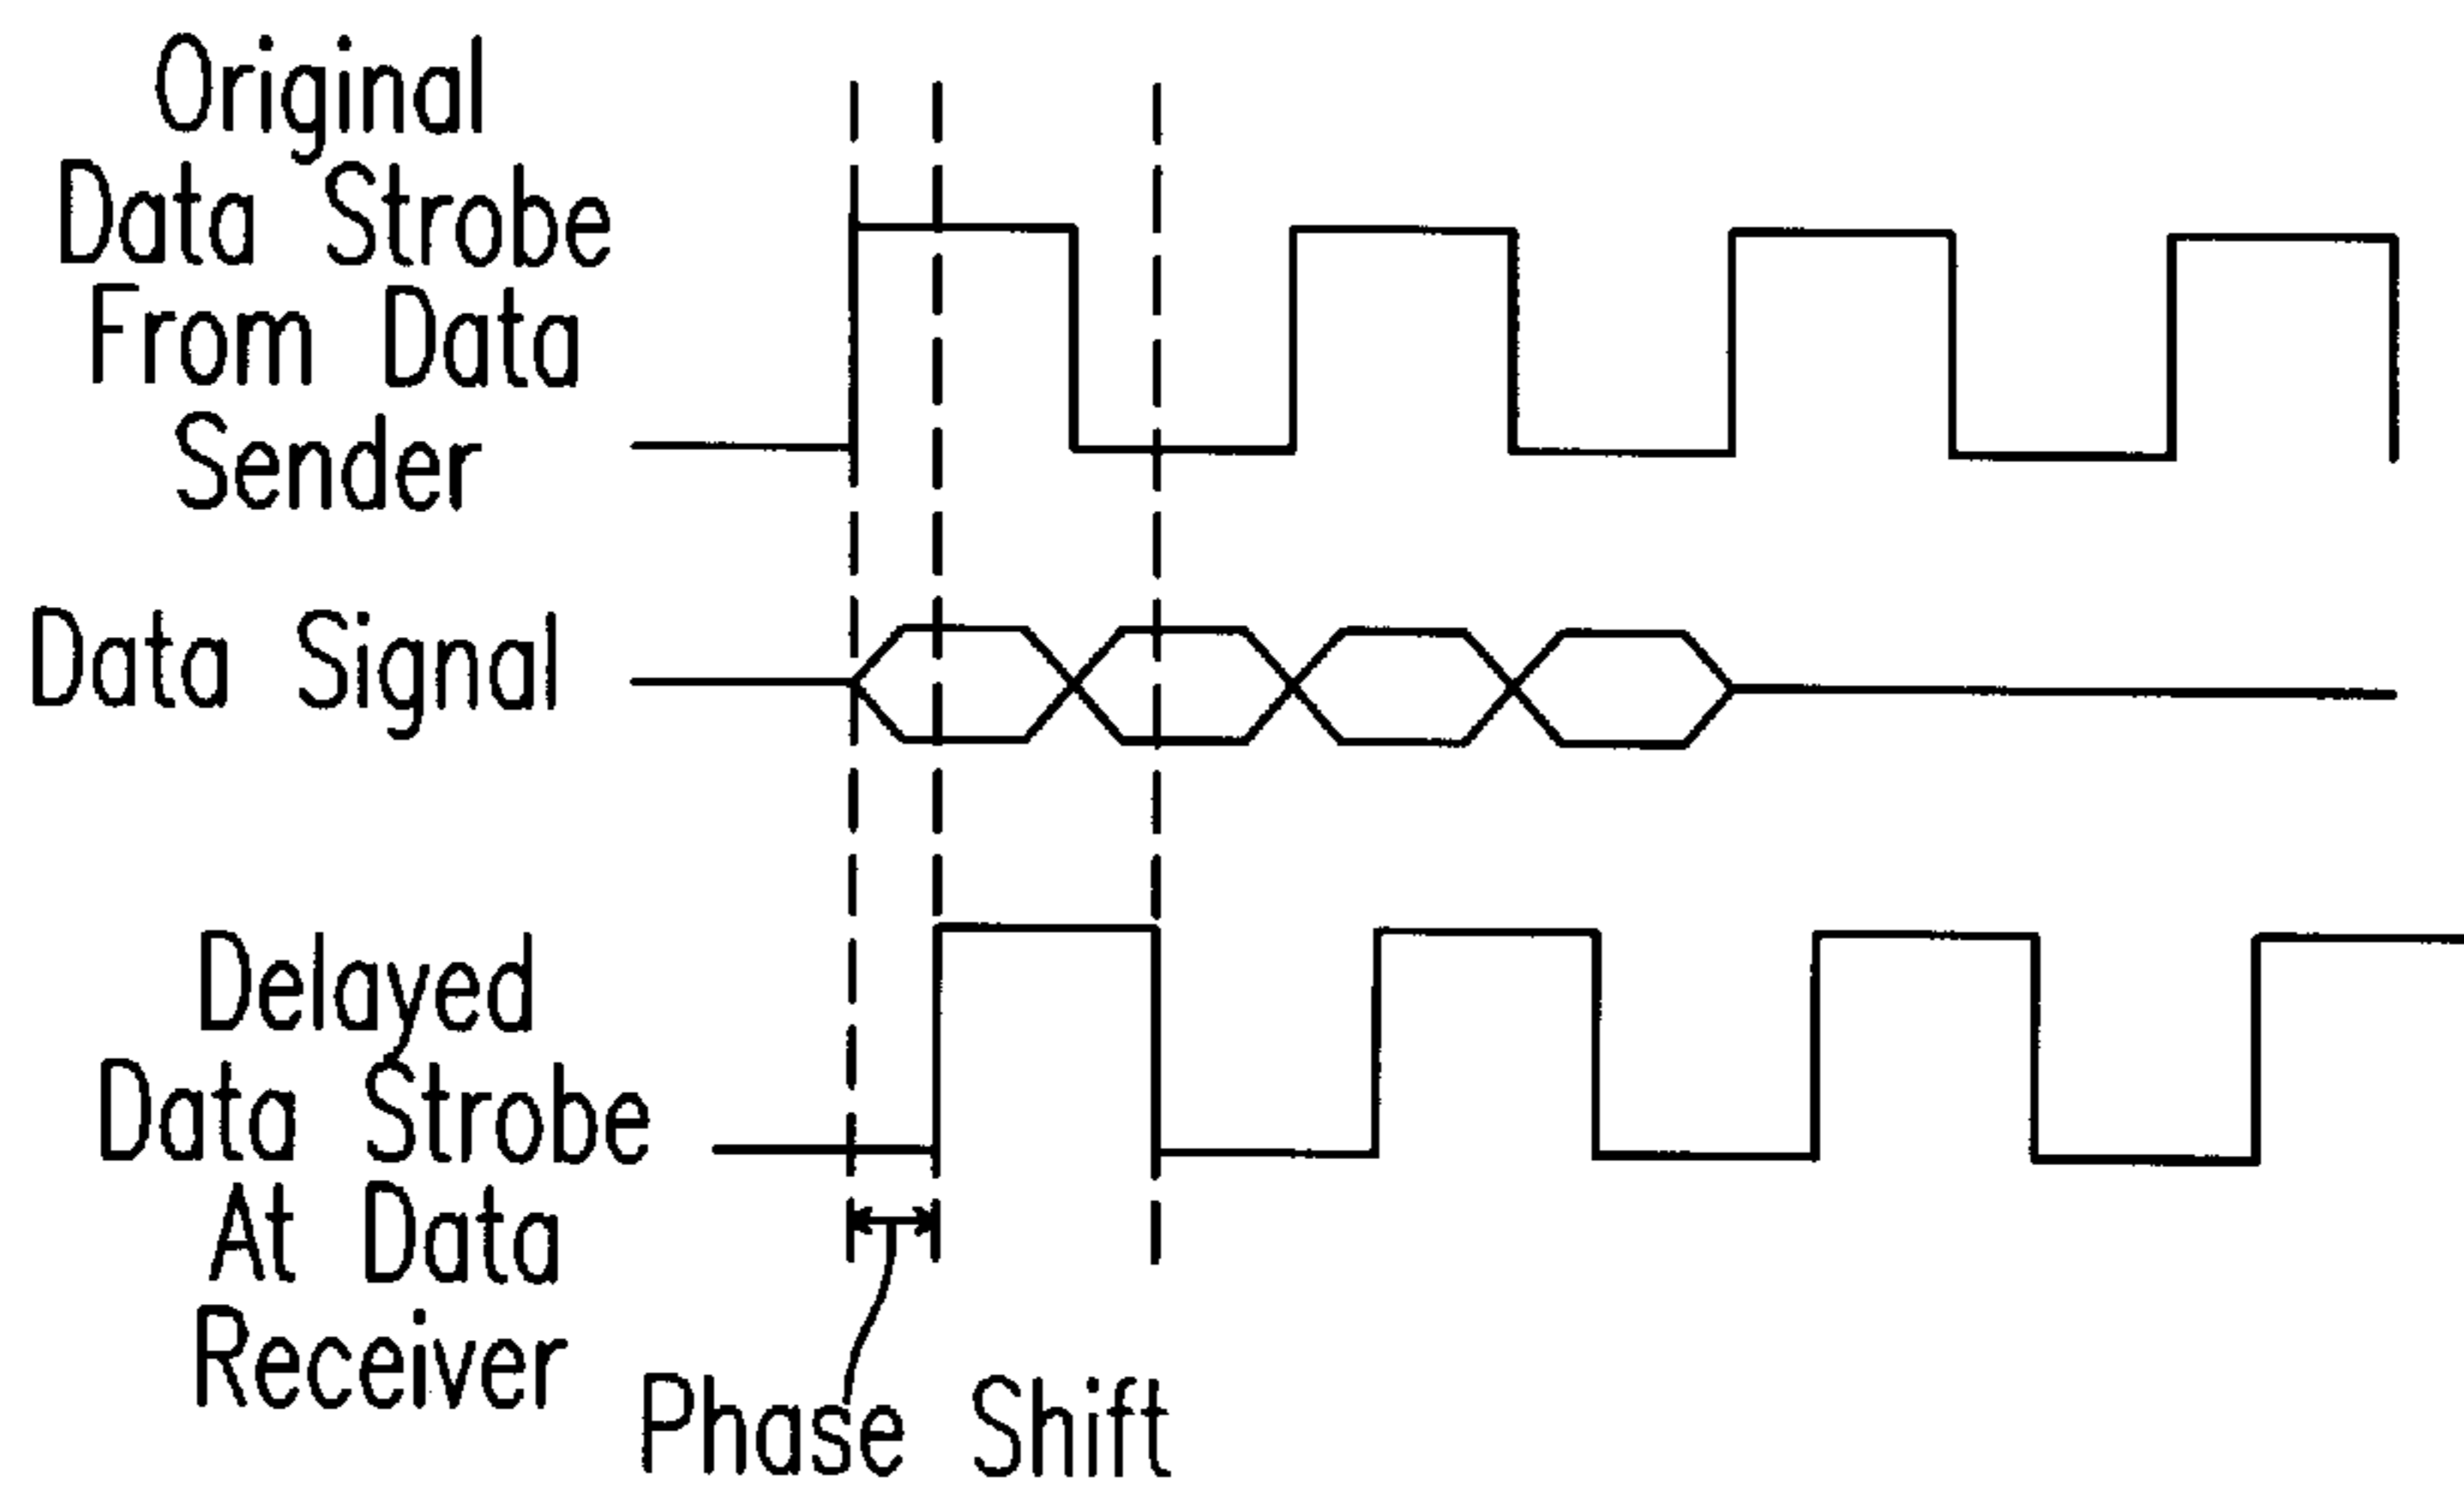 Original
Data Strobe
From Data
Sender
Data Signal
Delayed
Data Strobe
At Data
Receiver
Phase Shift